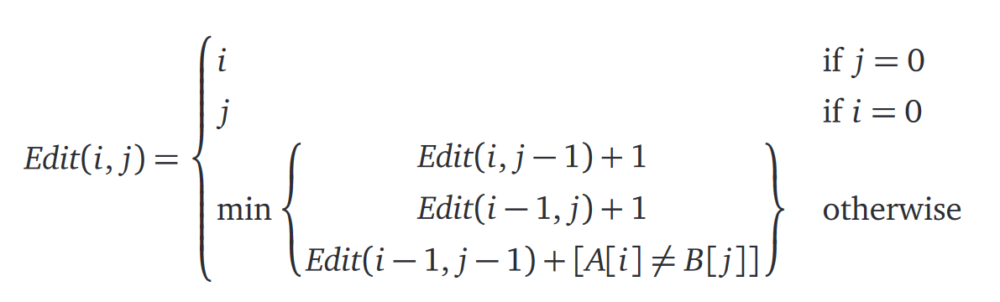 i if j = 0
j if i = 0
Edit(i, j) =
Edit(i, j − 1) + 1
Edit(i − 1, j) + 1
min otherwise
Edit(i − 1, j − 1) + [A[i] ≠ B[j]]